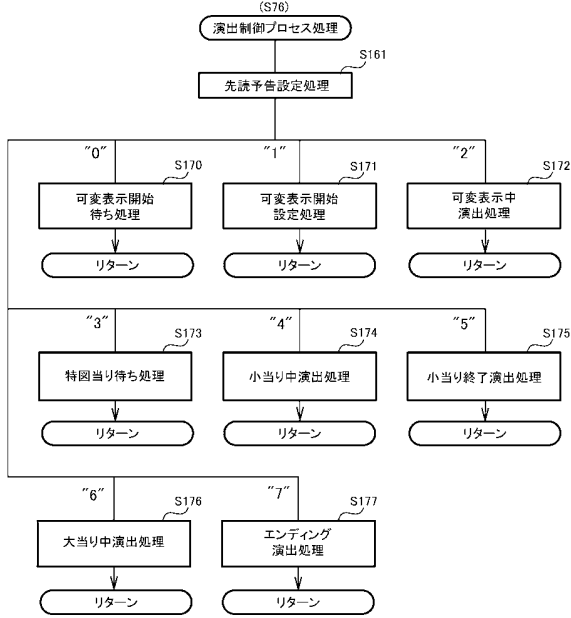 (S76)
演出制御プロセス処理
S161
先読予告設定処理
"0"
"1"
"2"
S170
S171
S172
可変表示開始
待ち処理
可変表示開始
設定処理
可変表示中
演出処理
リターン
リターン
リターン
"3"
"4"
"5"
S173
S174
S175
特図当り待ち処理
小当り中演出処理
小当り終了演出処理
リターン
リターン
リターン
"6"
"7"
S176
S177
大当り中演出処理
エンディング
演出処理
リターン
リターン